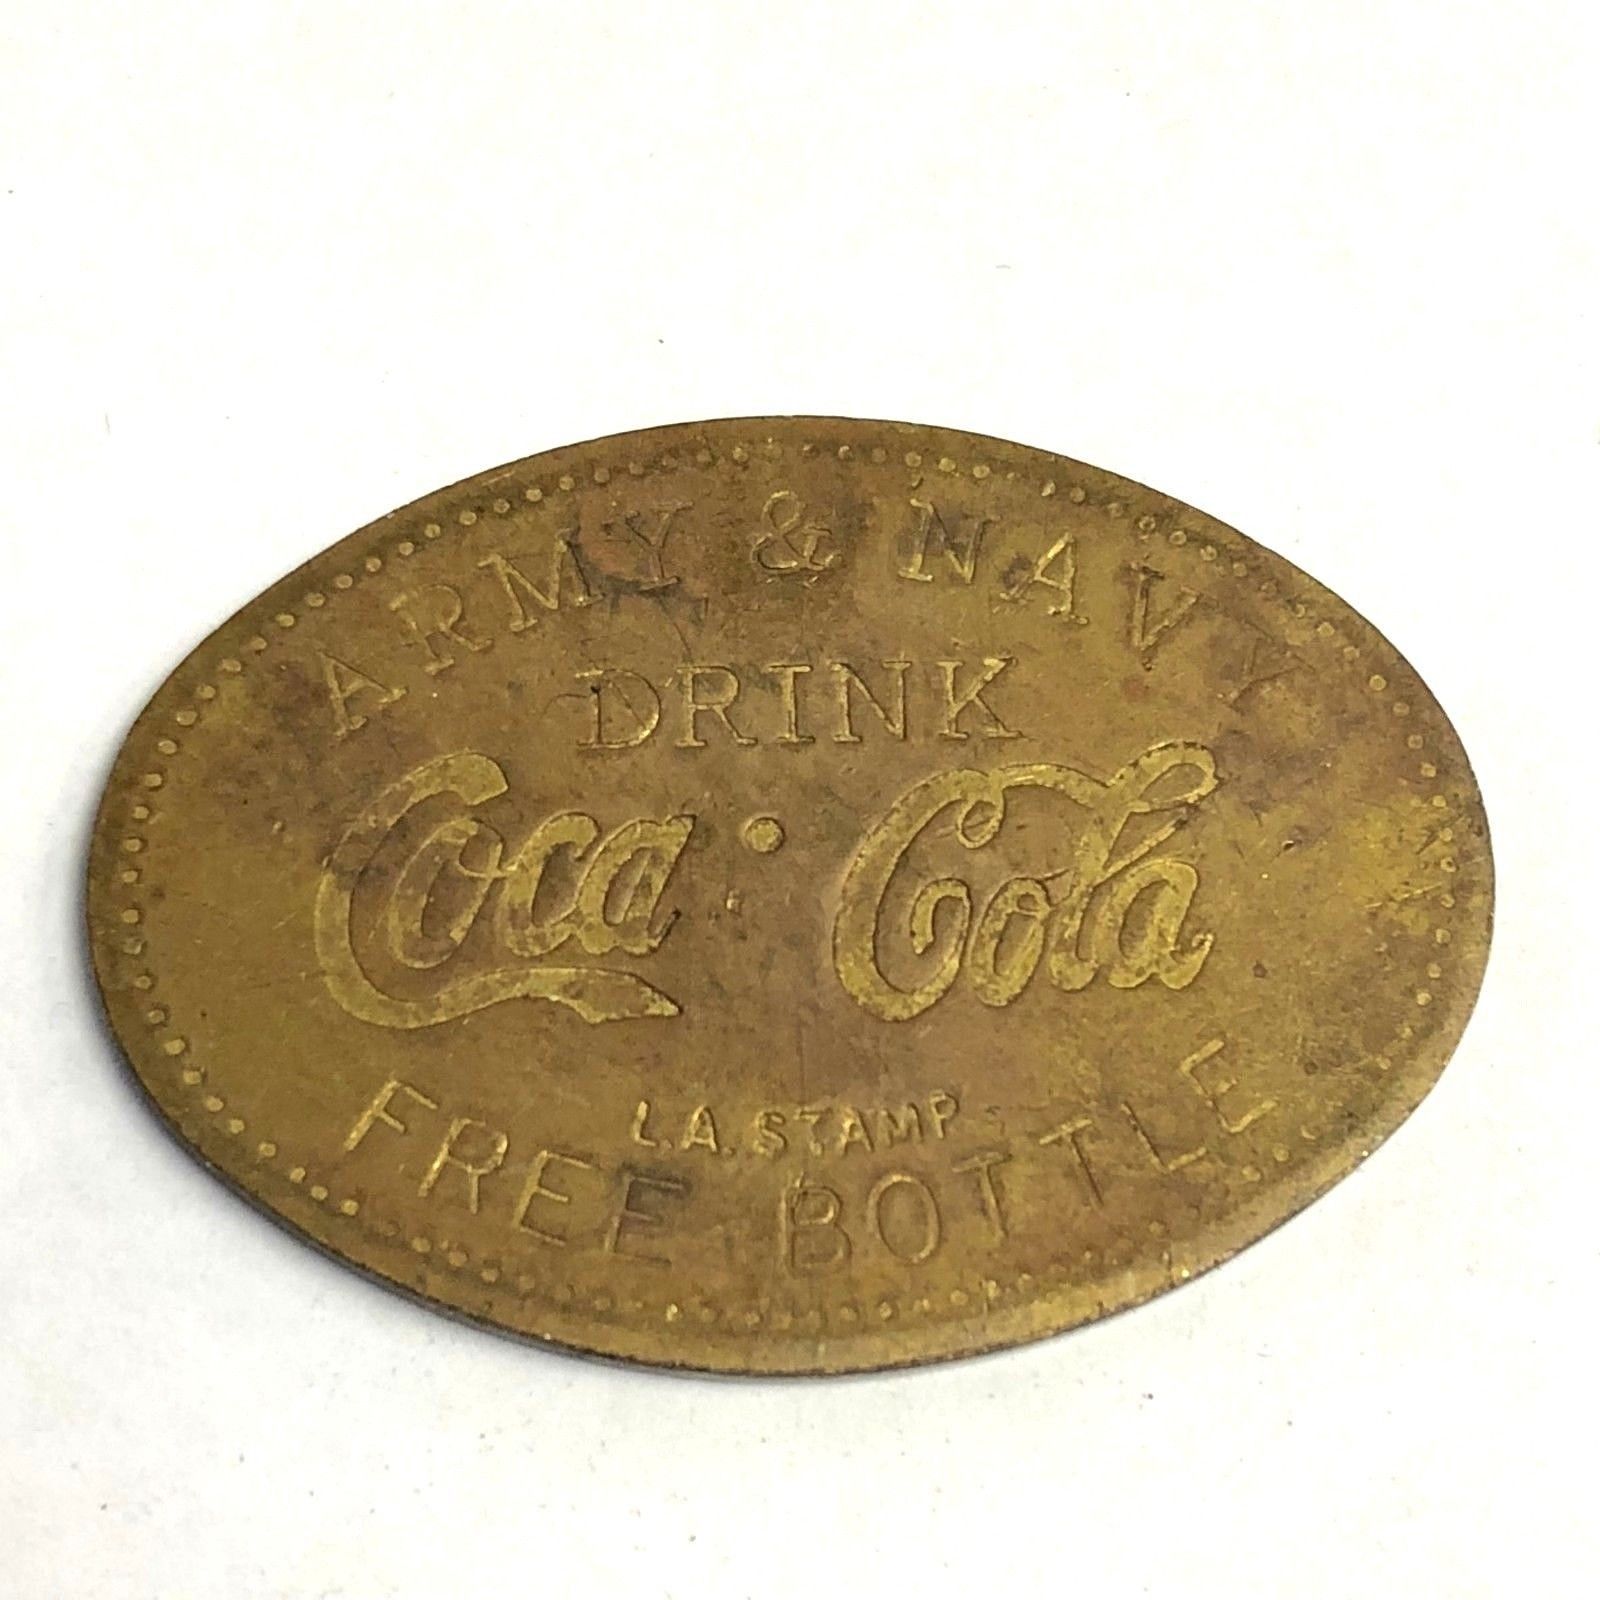 ARMY & NAVY
DRINK
Coca · Cola
L.A. STAMP
FREE BOTTLE